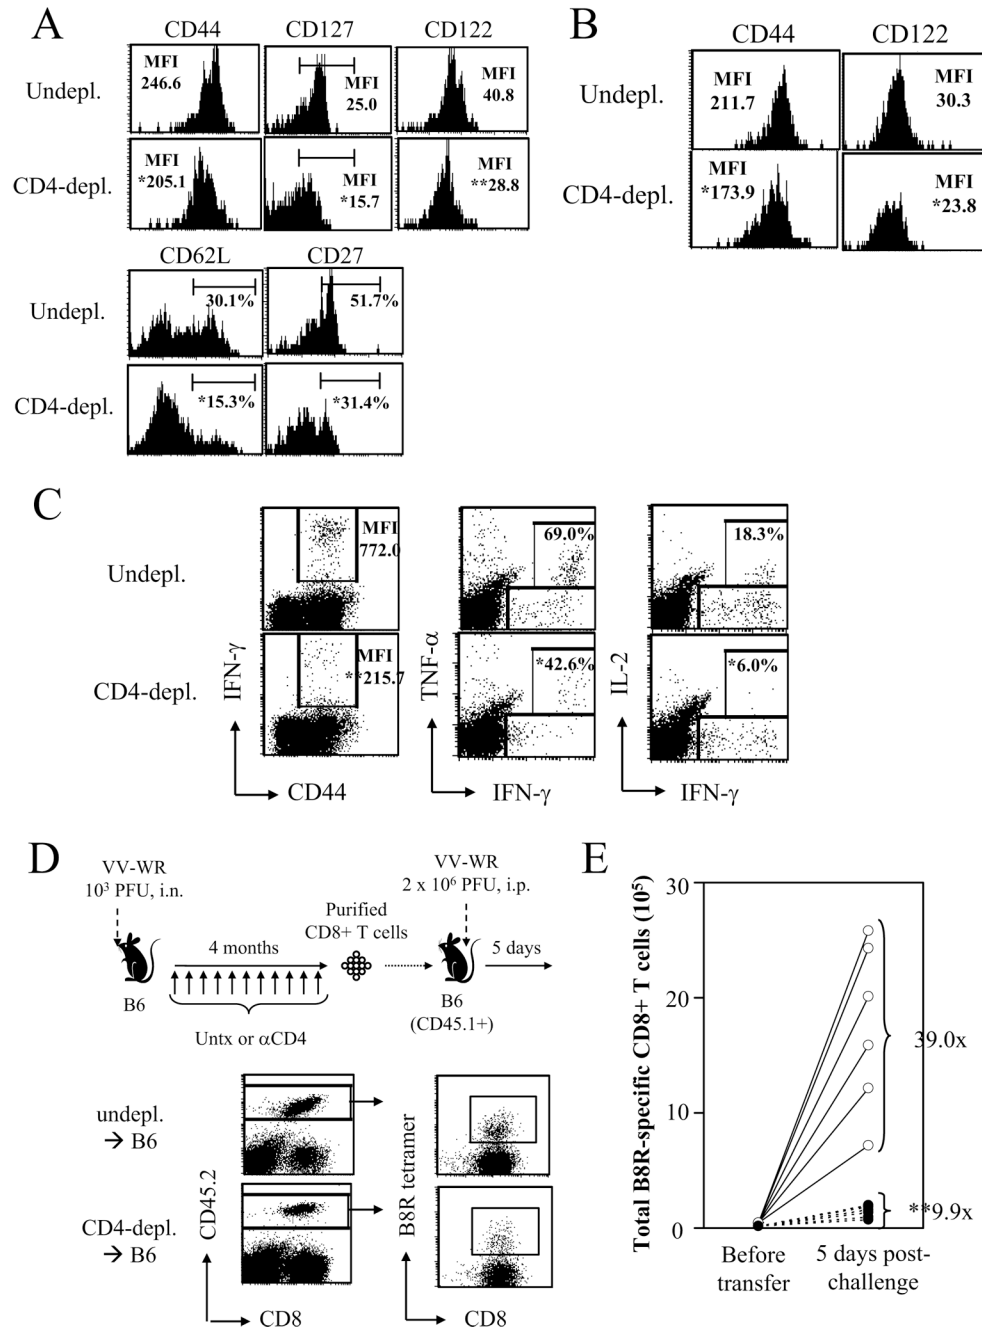 A
CD44 CD127 CD122
Undepl.
MFI
246.6
MFI
25.0
MFI
40.8
CD4-depl.
MFI
*205.1
MFI
*15.7
MFI
**28.8
CD62L CD27
Undepl.
30.1%
51.7%
CD4-depl.
*15.3%
*31.4%
B
CD44 CD122
Undepl.
MFI
211.7
MFI
30.3
CD4-depl.
MFI
*173.9
MFI
*23.8
C
Undepl.
MFI
772.0
69.0%
18.3%
CD4-depl.
MFI
**215.7
*42.6%
*6.0%
IFN-γ
CD44
TNF-α
IFN-γ
IL-2
IFN-γ
D
VV-WR
10³ PFU, i.n.
B6
4 months
Untx or αCD4
Purified
CD8+ T cells
VV-WR
2 x 10⁶ PFU, i.p.
B6
(CD45.1+)
5 days
undepl.
→ B6
CD4-depl.
→ B6
CD45.2
CD8
B8R tetramer
CD8
E
Total B8R-specific CD8+ T cells (10⁵)
30
20
10
0
39.0x
**9.9x
Before
transfer
5 days post-
challenge